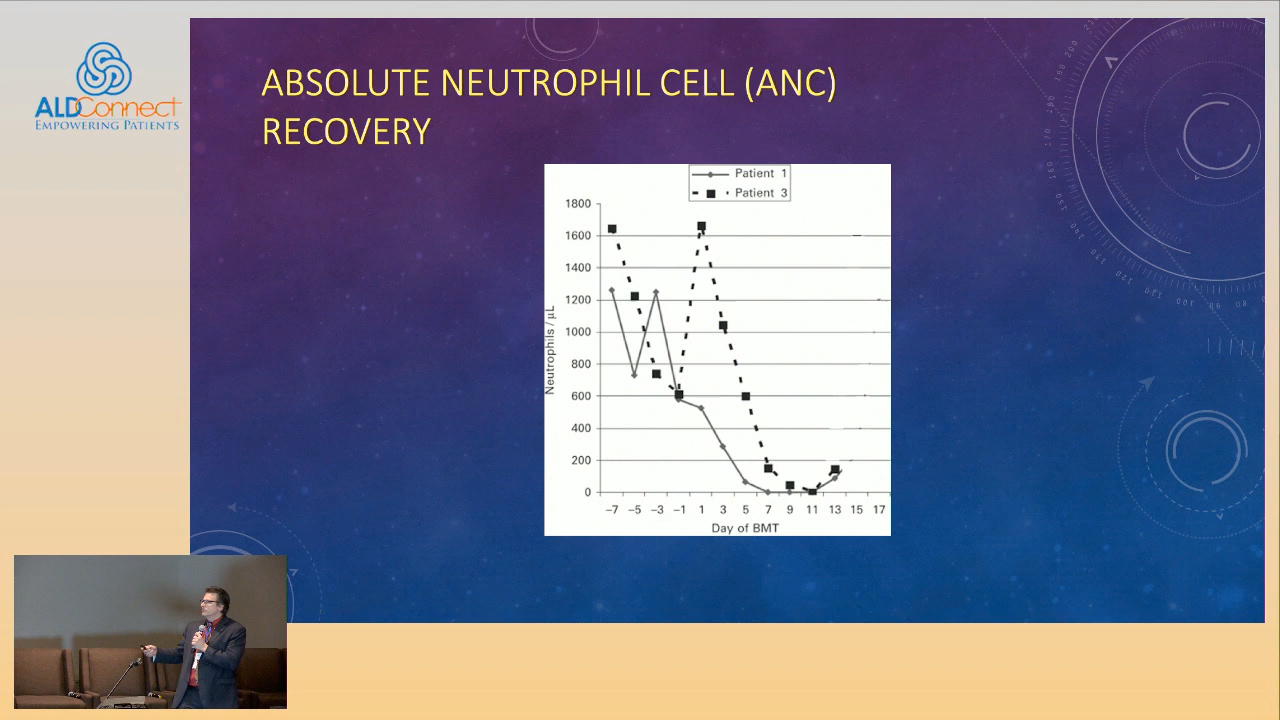 ALDConnect
EMPOWERING PATIENTS
ABSOLUTE NEUTROPHIL CELL (ANC)
RECOVERY
Patient 1
Patient 3
1800
1600
1400
1200
1000
800
600
400
200
0
Neutrophils / µL
−7 −5 −3 −1 1 3 5 7 9 11 13 15 17
Day of BMT